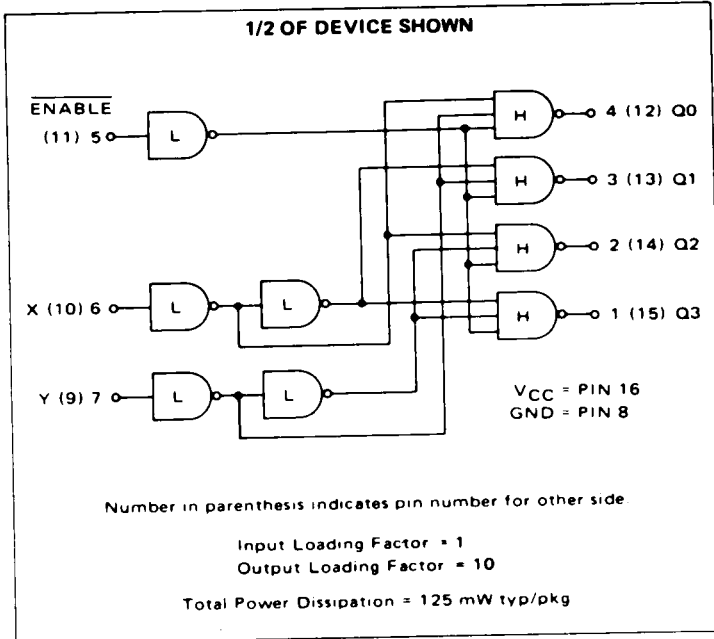 1/2 OF DEVICE SHOWN
ENABLE
(11) 5
L
H
4 (12) Q0
H
3 (13) Q1
H
2 (14) Q2
X (10) 6
L
L
H
1 (15) Q3
Y (9) 7
L
L
VCC = PIN 16
GND = PIN 8
Number in parenthesis indicates pin number for other side.
Input Loading Factor = 1
Output Loading Factor = 10
Total Power Dissipation = 125 mW typ/pkg